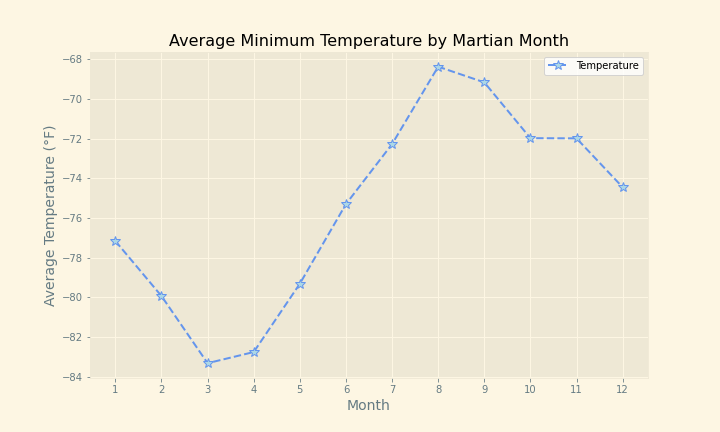 Average Minimum Temperature by Martian Month
Temperature
Average Temperature (°F)
−68
−70
−72
−74
−76
−78
−80
−82
−84
1 2 3 4 5 6 7 8 9 10 11 12
Month